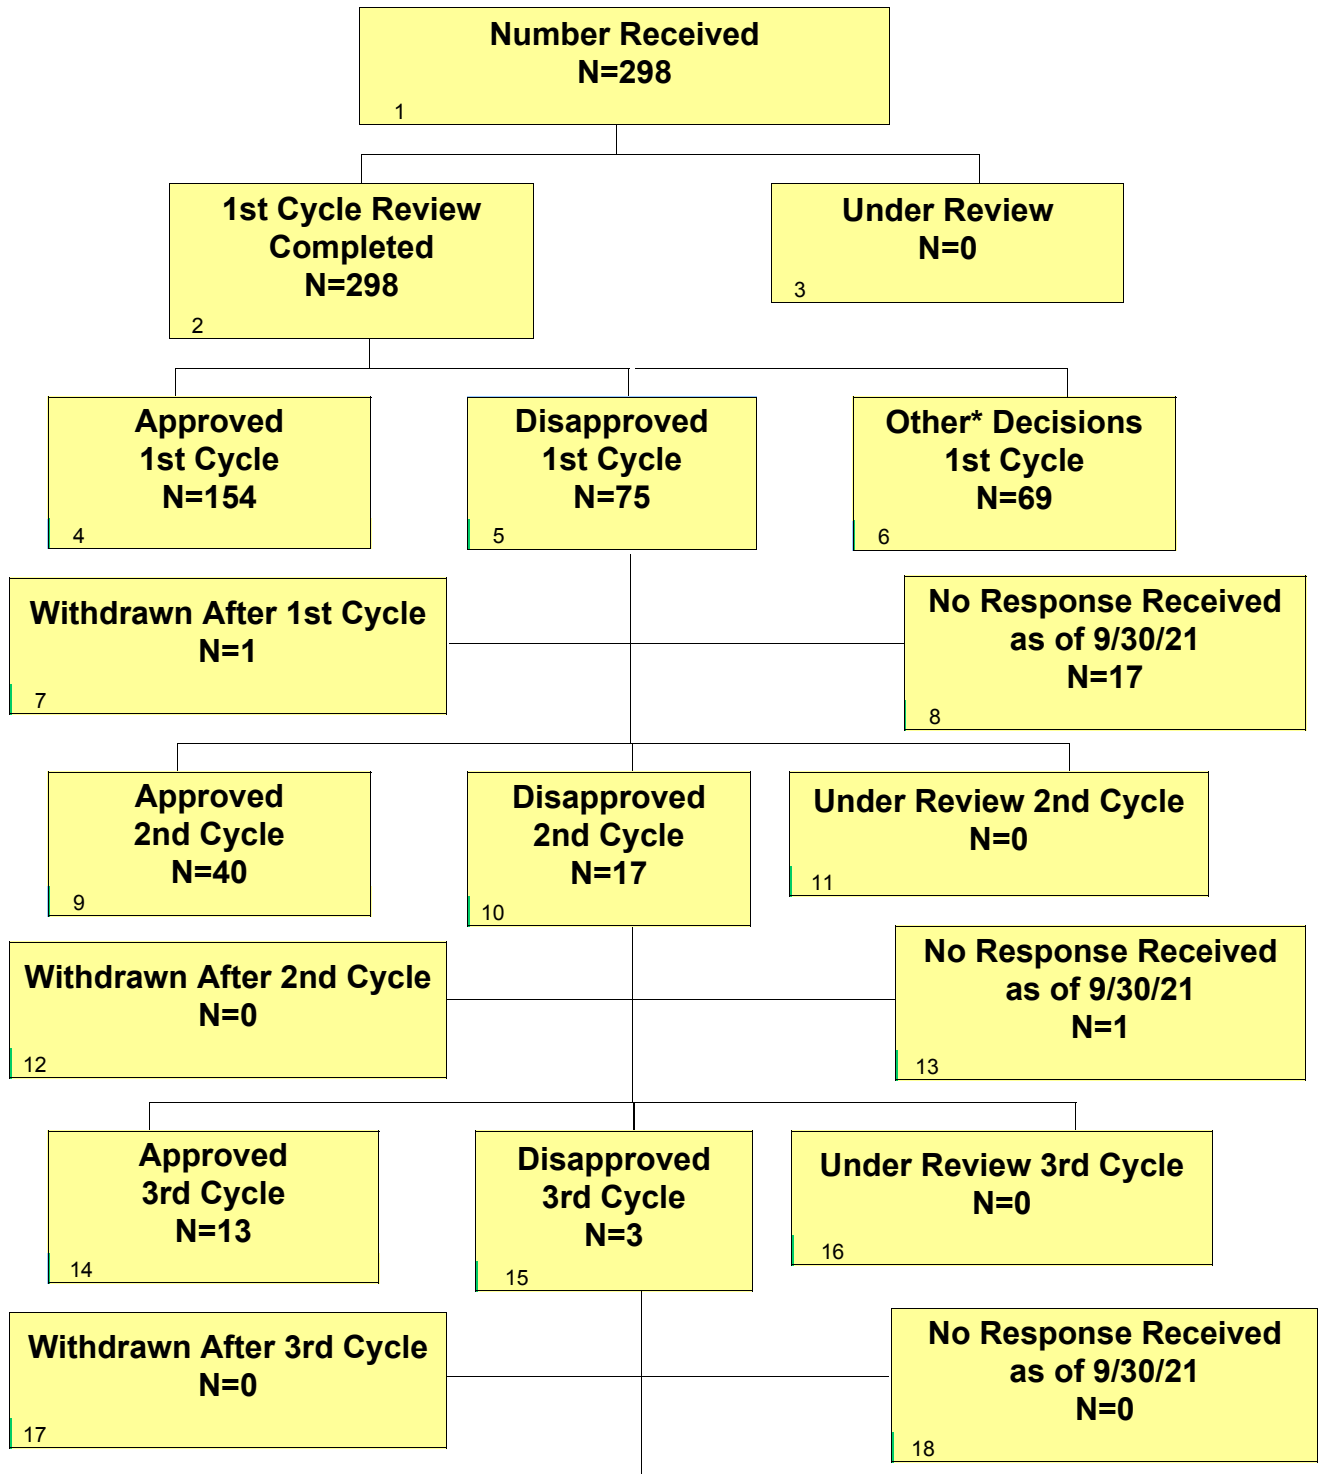 Number Received
N=298
1
1st Cycle Review
Completed
N=298
2
Under Review
N=0
3
Approved
1st Cycle
N=154
4
Disapproved
1st Cycle
N=75
5
Other* Decisions
1st Cycle
N=69
6
Withdrawn After 1st Cycle
N=1
7
No Response Received
as of 9/30/21
N=17
8
Approved
2nd Cycle
N=40
9
Disapproved
2nd Cycle
N=17
10
Under Review 2nd Cycle
N=0
11
Withdrawn After 2nd Cycle
N=0
12
No Response Received
as of 9/30/21
N=1
13
Approved
3rd Cycle
N=13
14
Disapproved
3rd Cycle
N=3
15
Under Review 3rd Cycle
N=0
16
Withdrawn After 3rd Cycle
N=0
17
No Response Received
as of 9/30/21
N=0
18